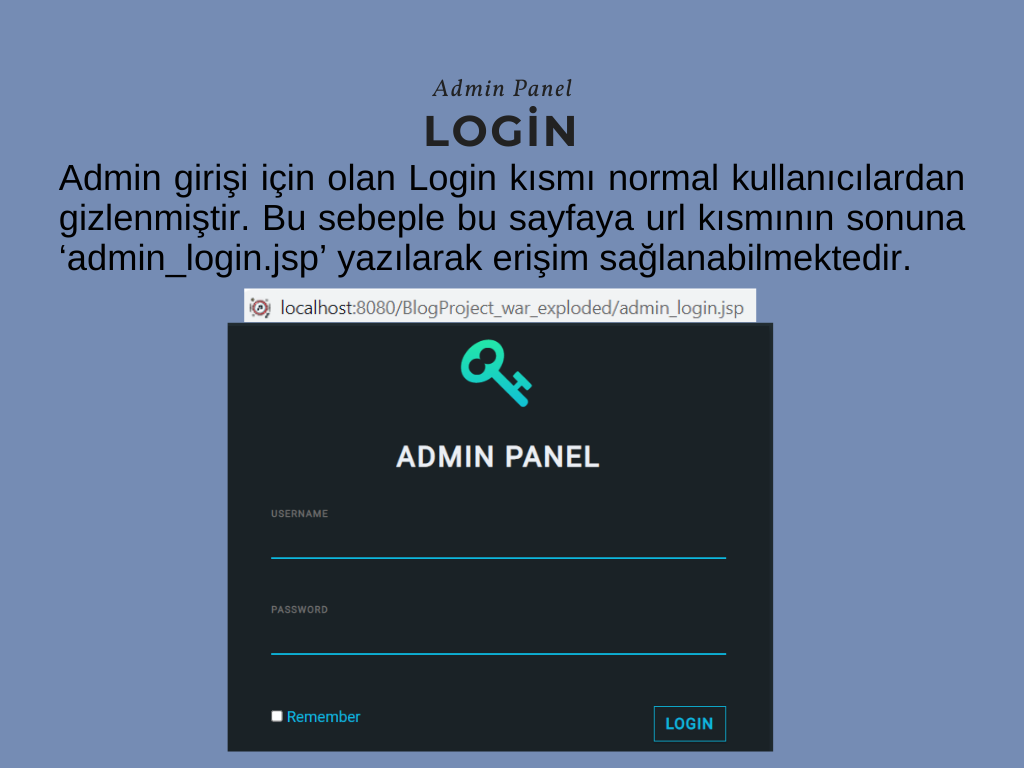 Admin Panel
LOGİN
Admin girişi için olan Login kısmı normal kullanıcılardan
gizlenmiştir. Bu sebeple bu sayfaya url kısmının sonuna
‘admin_login.jsp’ yazılarak erişim sağlanabilmektedir.
localhost:8080/BlogProject_war_exploded/admin_login.jsp
ADMIN PANEL
USERNAME
PASSWORD
Remember
LOGIN